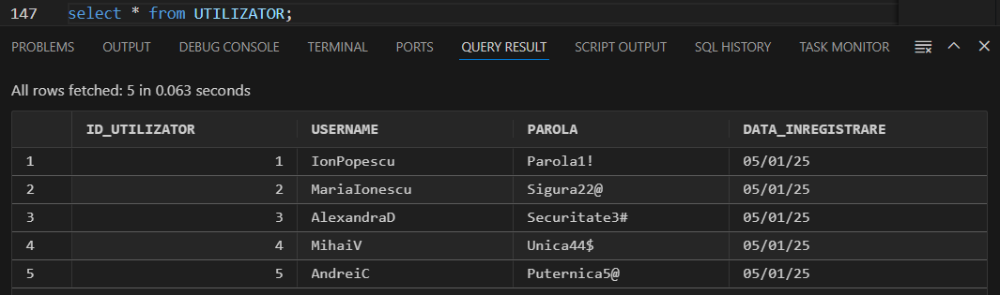 147 select * from UTILIZATOR;
PROBLEMS OUTPUT DEBUG CONSOLE TERMINAL PORTS QUERY RESULT SCRIPT OUTPUT SQL HISTORY TASK MONITOR
All rows fetched: 5 in 0.063 seconds
ID_UTILIZATOR USERNAME PAROLA DATA_INREGISTRARE
1 1 IonPopescu Parola1! 05/01/25
2 2 MariaIonescu Sigura22@ 05/01/25
3 3 AlexandraD Securitate3# 05/01/25
4 4 MihaiV Unica44$ 05/01/25
5 5 AndreiC Puternica5@ 05/01/25